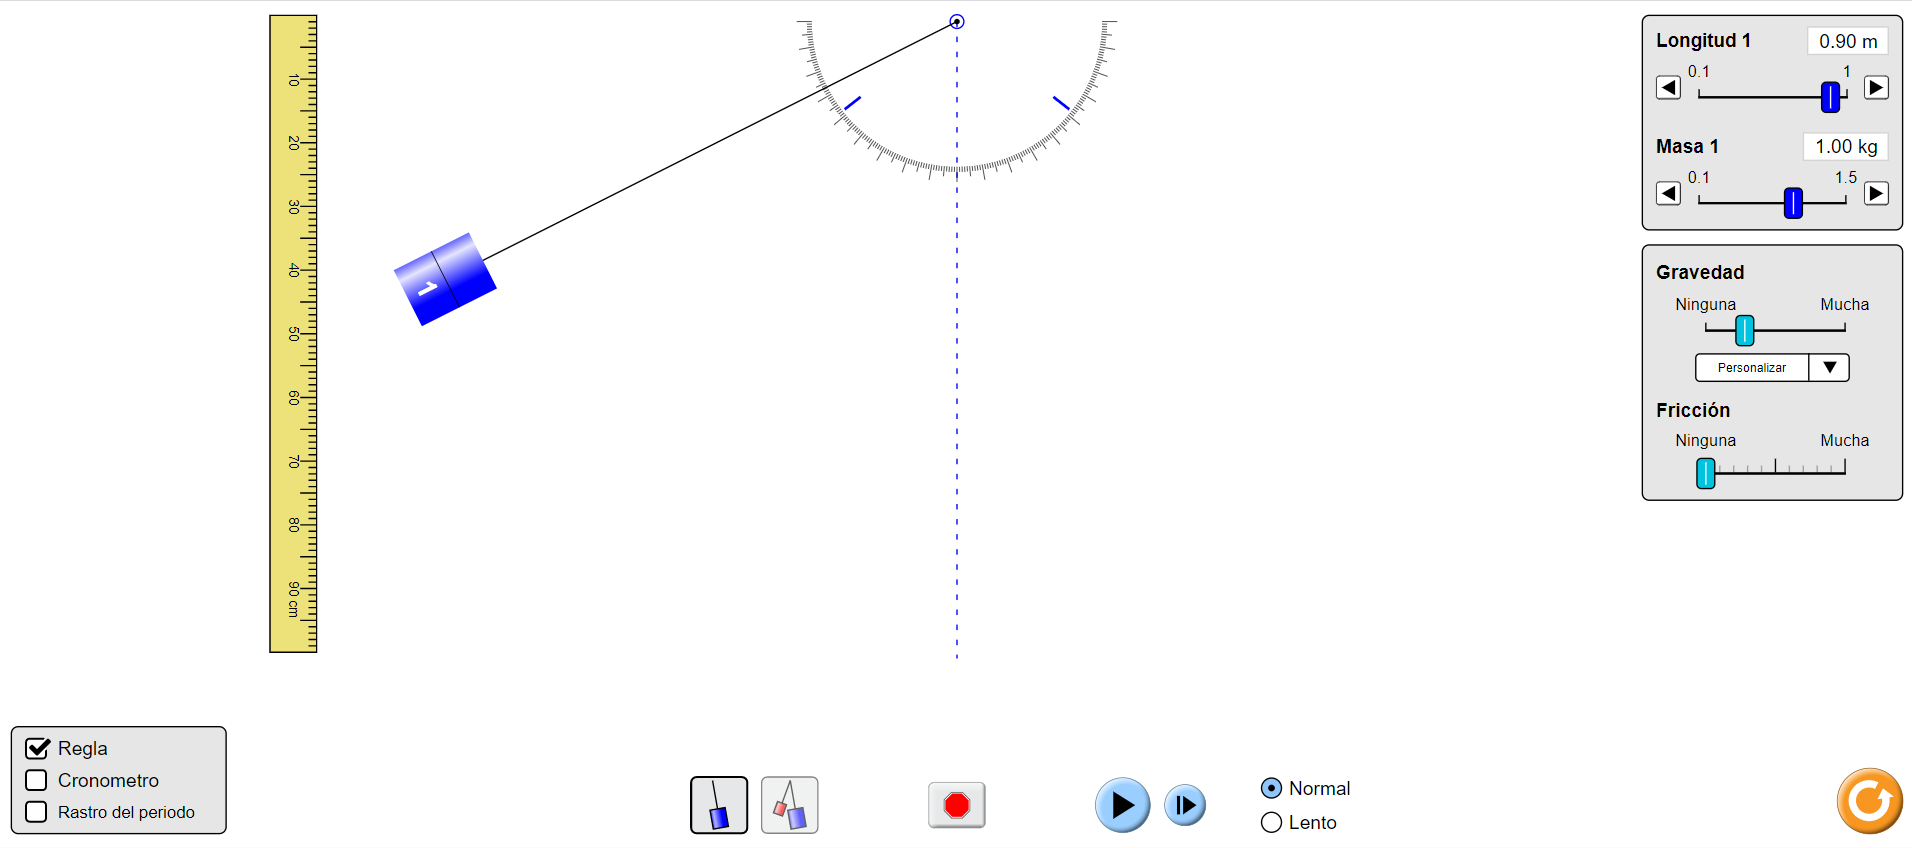 10
20
30
40
50
60
70
80
90 cm
1
Longitud 1
0.90 m
0.1
1
Masa 1
1.00 kg
0.1
1.5
Gravedad
Ninguna
Mucha
Personalizar
Fricción
Ninguna
Mucha
Regla
Cronometro
Rastro del periodo
Normal
Lento